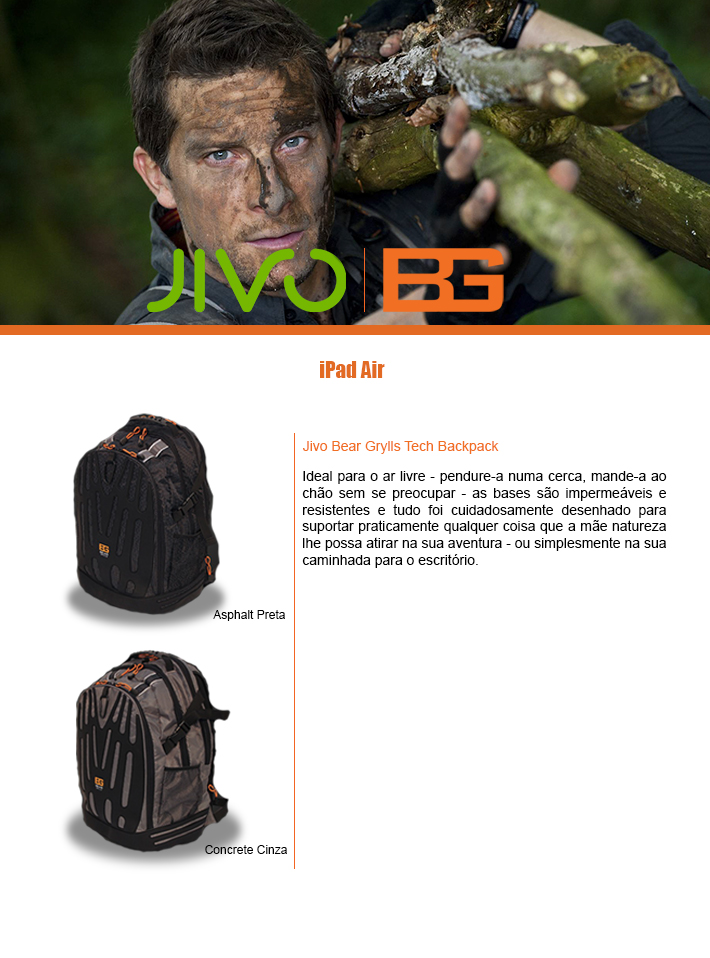 JIVO | BG
iPad Air
Jivo Bear Grylls Tech Backpack
Ideal para o ar livre - pendure-a numa cerca, mande-a ao
chão sem se preocupar - as bases são impermeáveis e
resistentes e tudo foi cuidadosamente desenhado para
suportar praticamente qualquer coisa que a mãe natureza
lhe possa atirar na sua aventura - ou simplesmente na sua
caminhada para o escritório.
BG
Asphalt Preta
BG
Concrete Cinza